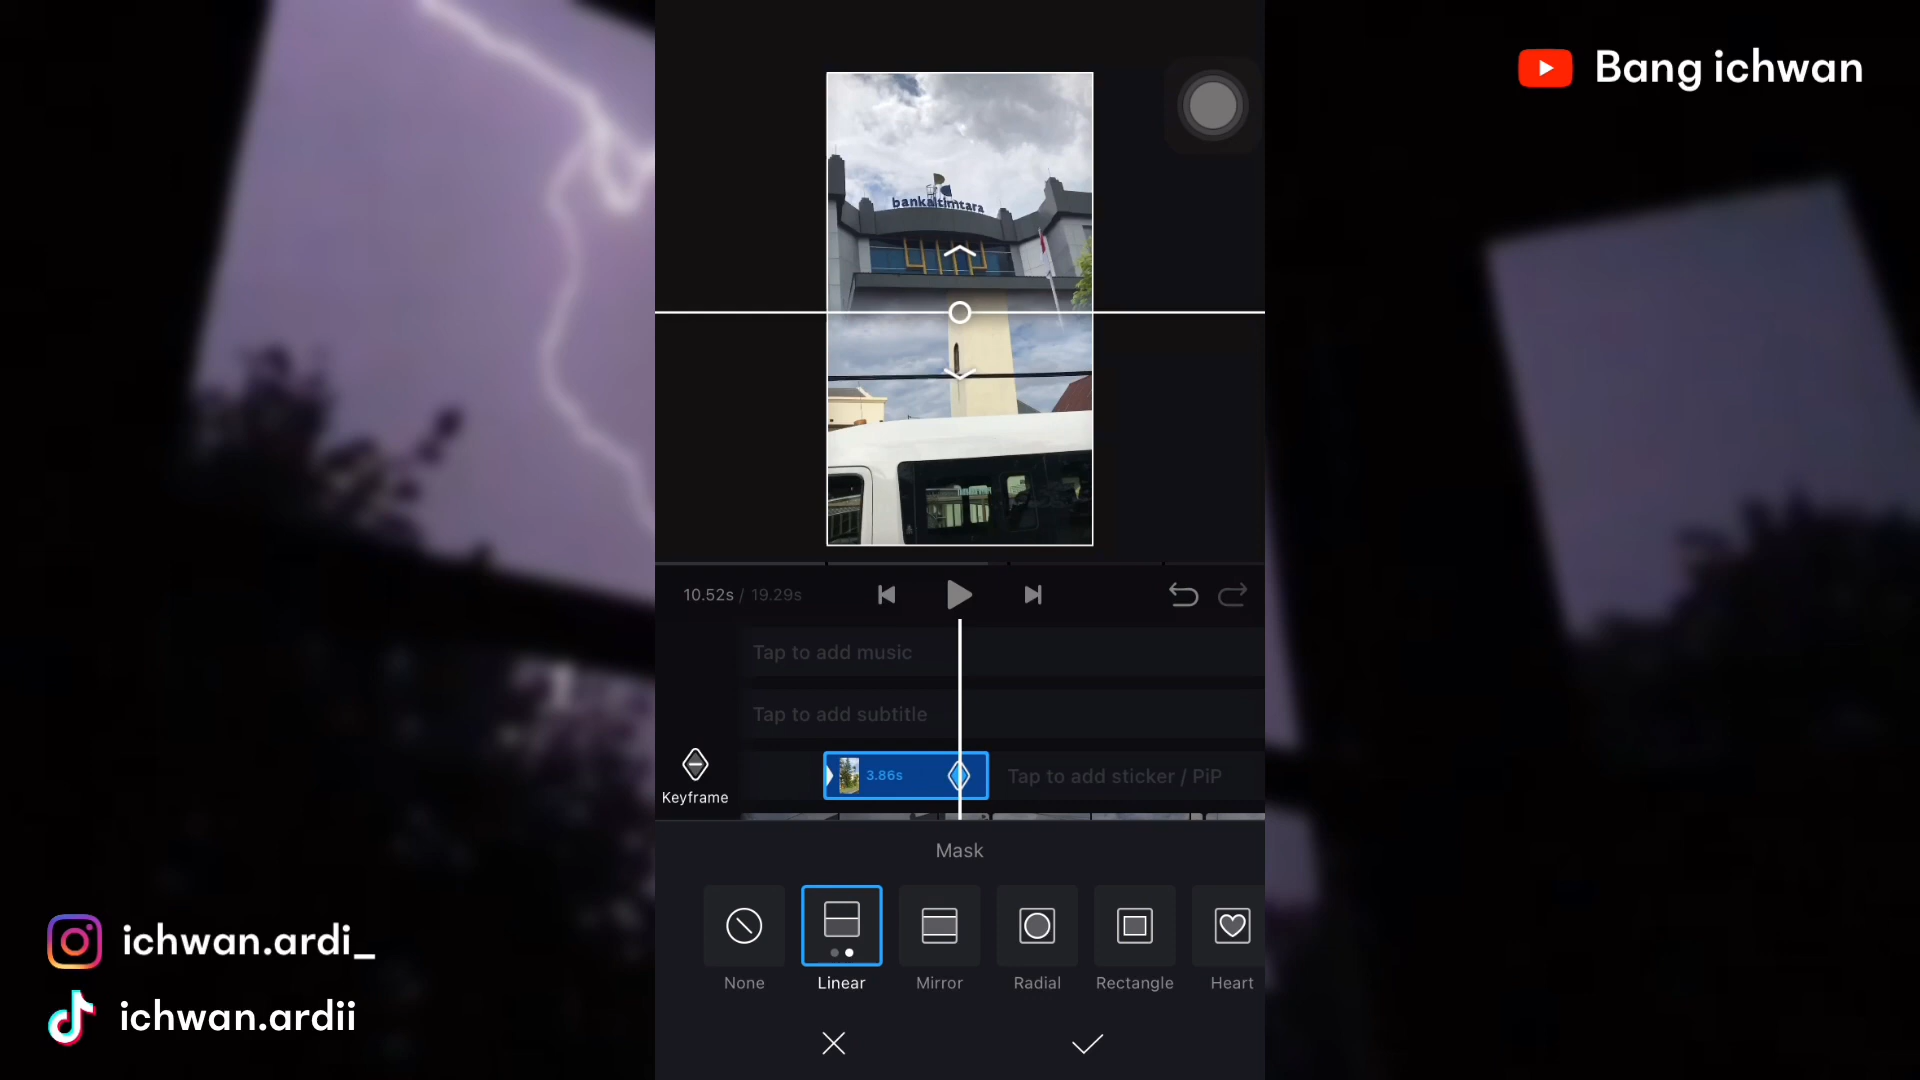 Bang ichwan
bankaltimtara
10.52s / 19.29s
Tap to add music
Tap to add subtitle
3.86s
Tap to add sticker / PiP
Keyframe
Mask
None
Linear
Mirror
Radial
Rectangle
Heart
ichwan.ardi_
ichwan.ardii